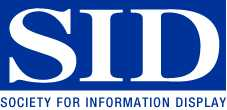 SID
SOCIETY FOR INFORMATION DISPLAY